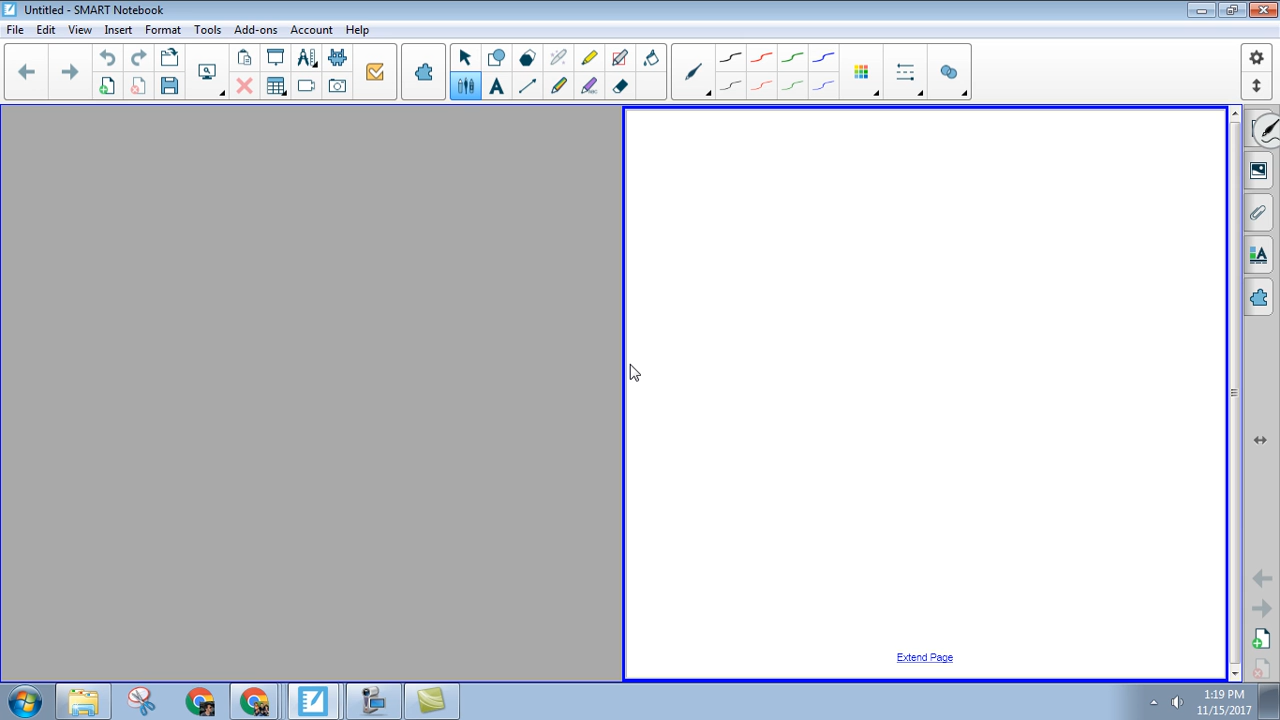 Untitled - SMART Notebook
File Edit View Insert Format Tools Add-ons Account Help
Extend Page
1:19 PM
11/15/2017